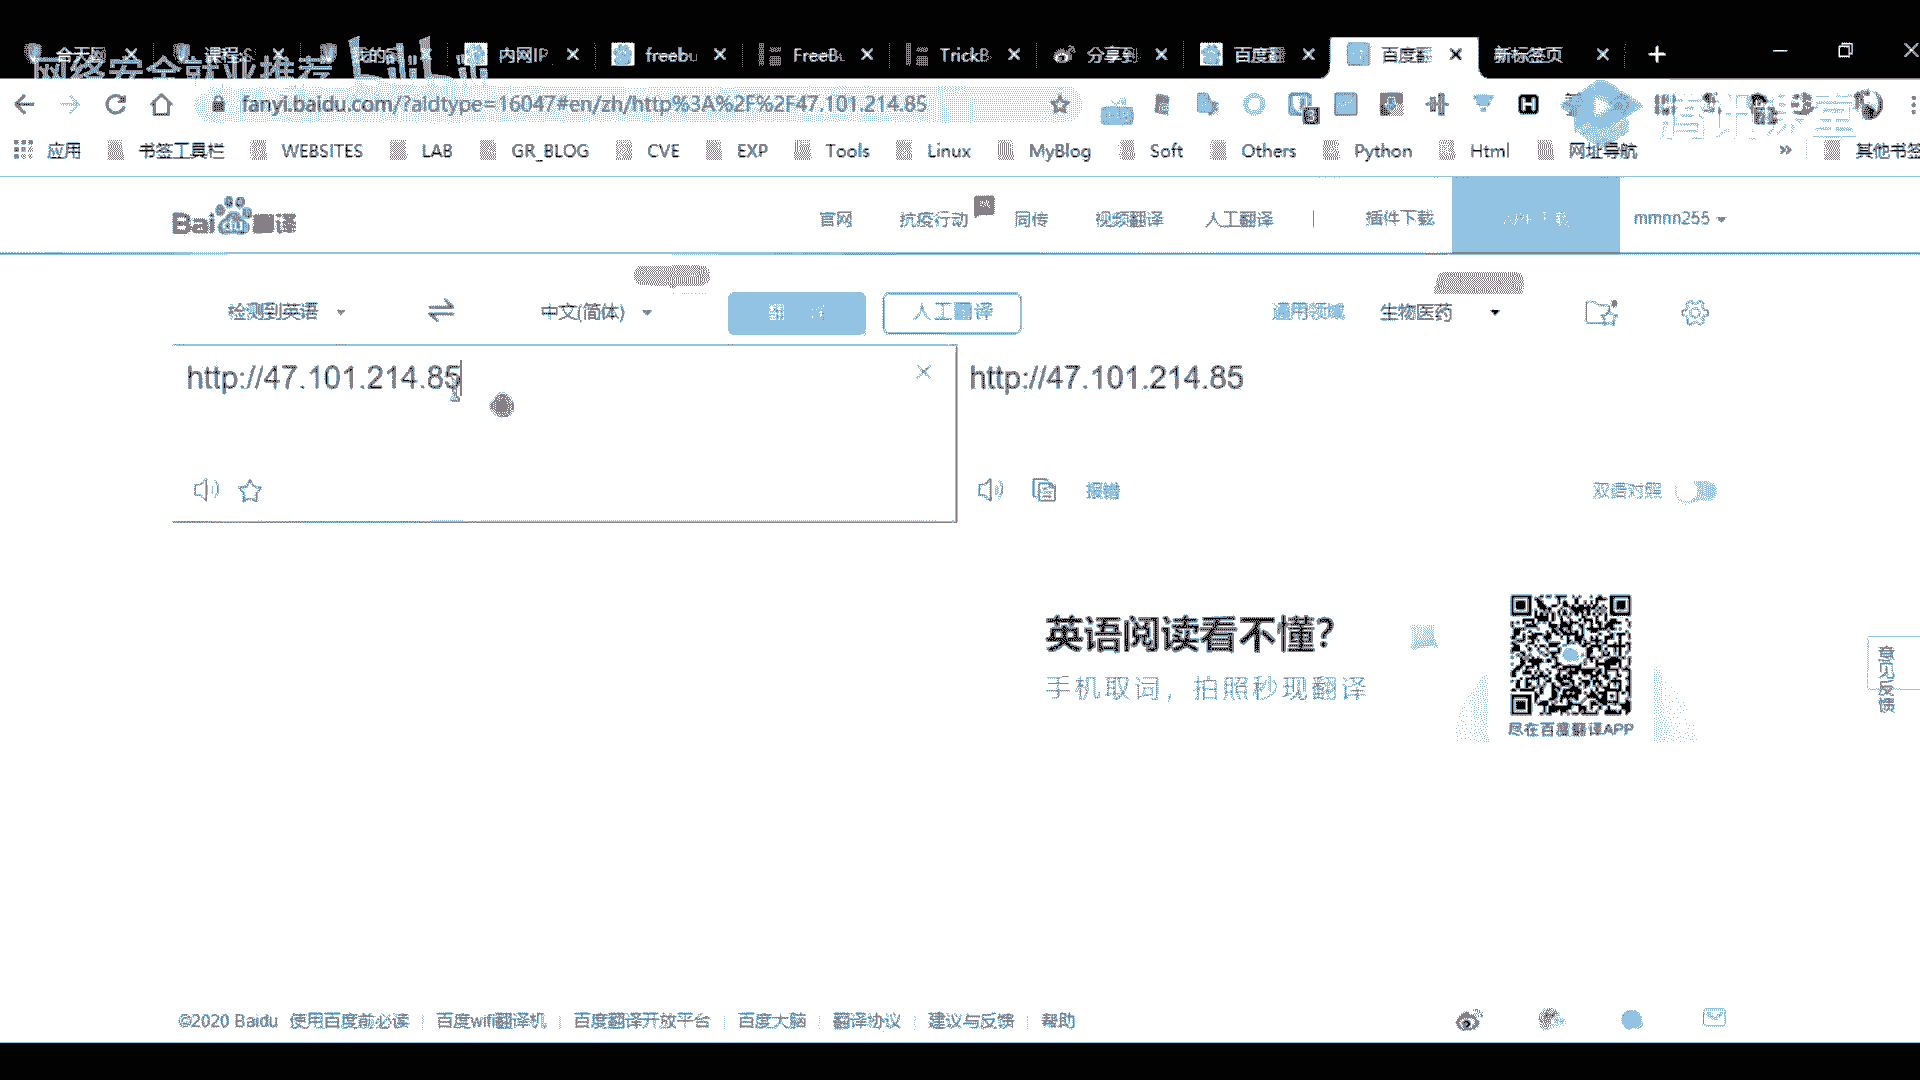 网络安全就业推荐 bilibili
合天网 课程:S 我的 内网IP freebu FreeBu TrickB 分享到 百度翻 百度翻 新标签页
fanyi.baidu.com/?aldtype=16047#en/zh/http%3A%2F%2F47.101.214.85
腾讯课堂
应用 书签工具栏 WEBSITES LAB GR_BLOG CVE EXP Tools Linux MyBlog Soft Others Python Html 网址导航 » 其他书签
Bai du 翻译 官网 抗疫行动 同传 视频翻译 人工翻译 | 插件下载 mmnn255
检测到英语 中文(简体) 翻 译 人工翻译 通用领域 生物医药
http://47.101.214.85
http://47.101.214.85
报错 双语对照
英语阅读看不懂?
手机取词，拍照秒现翻译
尽在百度翻译APP
意见反馈
©2020 Baidu 使用百度前必读 | 百度wifi翻译机 | 百度翻译开放平台 | 百度大脑 | 翻译协议 | 建议与反馈 | 帮助